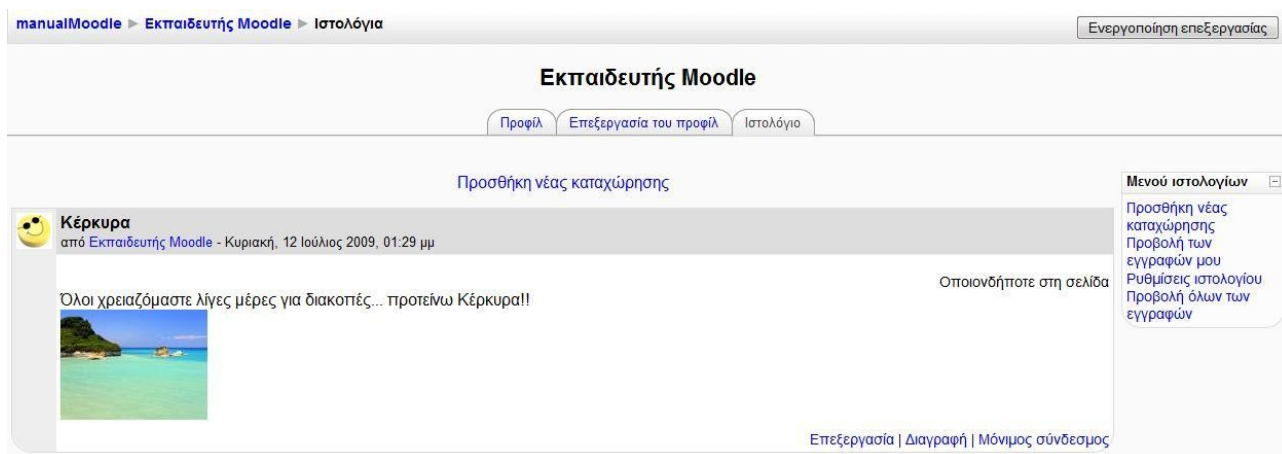 manualMoodle ► Εκπαιδευτής Moodle ► Ιστολόγια
Ενεργοποίηση επεξεργασίας
Εκπαιδευτής Moodle
Προφίλ Επεξεργασία του προφίλ Ιστολόγιο
Προσθήκη νέας καταχώρησης
Κέρκυρα
από Εκπαιδευτής Moodle - Κυριακή, 12 Ιούλιος 2009, 01:29 μμ
Οποιονδήποτε στη σελίδα
Όλοι χρειαζόμαστε λίγες μέρες για διακοπές... προτείνω Κέρκυρα!!
Επεξεργασία | Διαγραφή | Μόνιμος σύνδεσμος
Μενού ιστολογίων
Προσθήκη νέας
καταχώρησης
Προβολή των
εγγραφών μου
Ρυθμίσεις ιστολογίου
Προβολή όλων των
εγγραφών